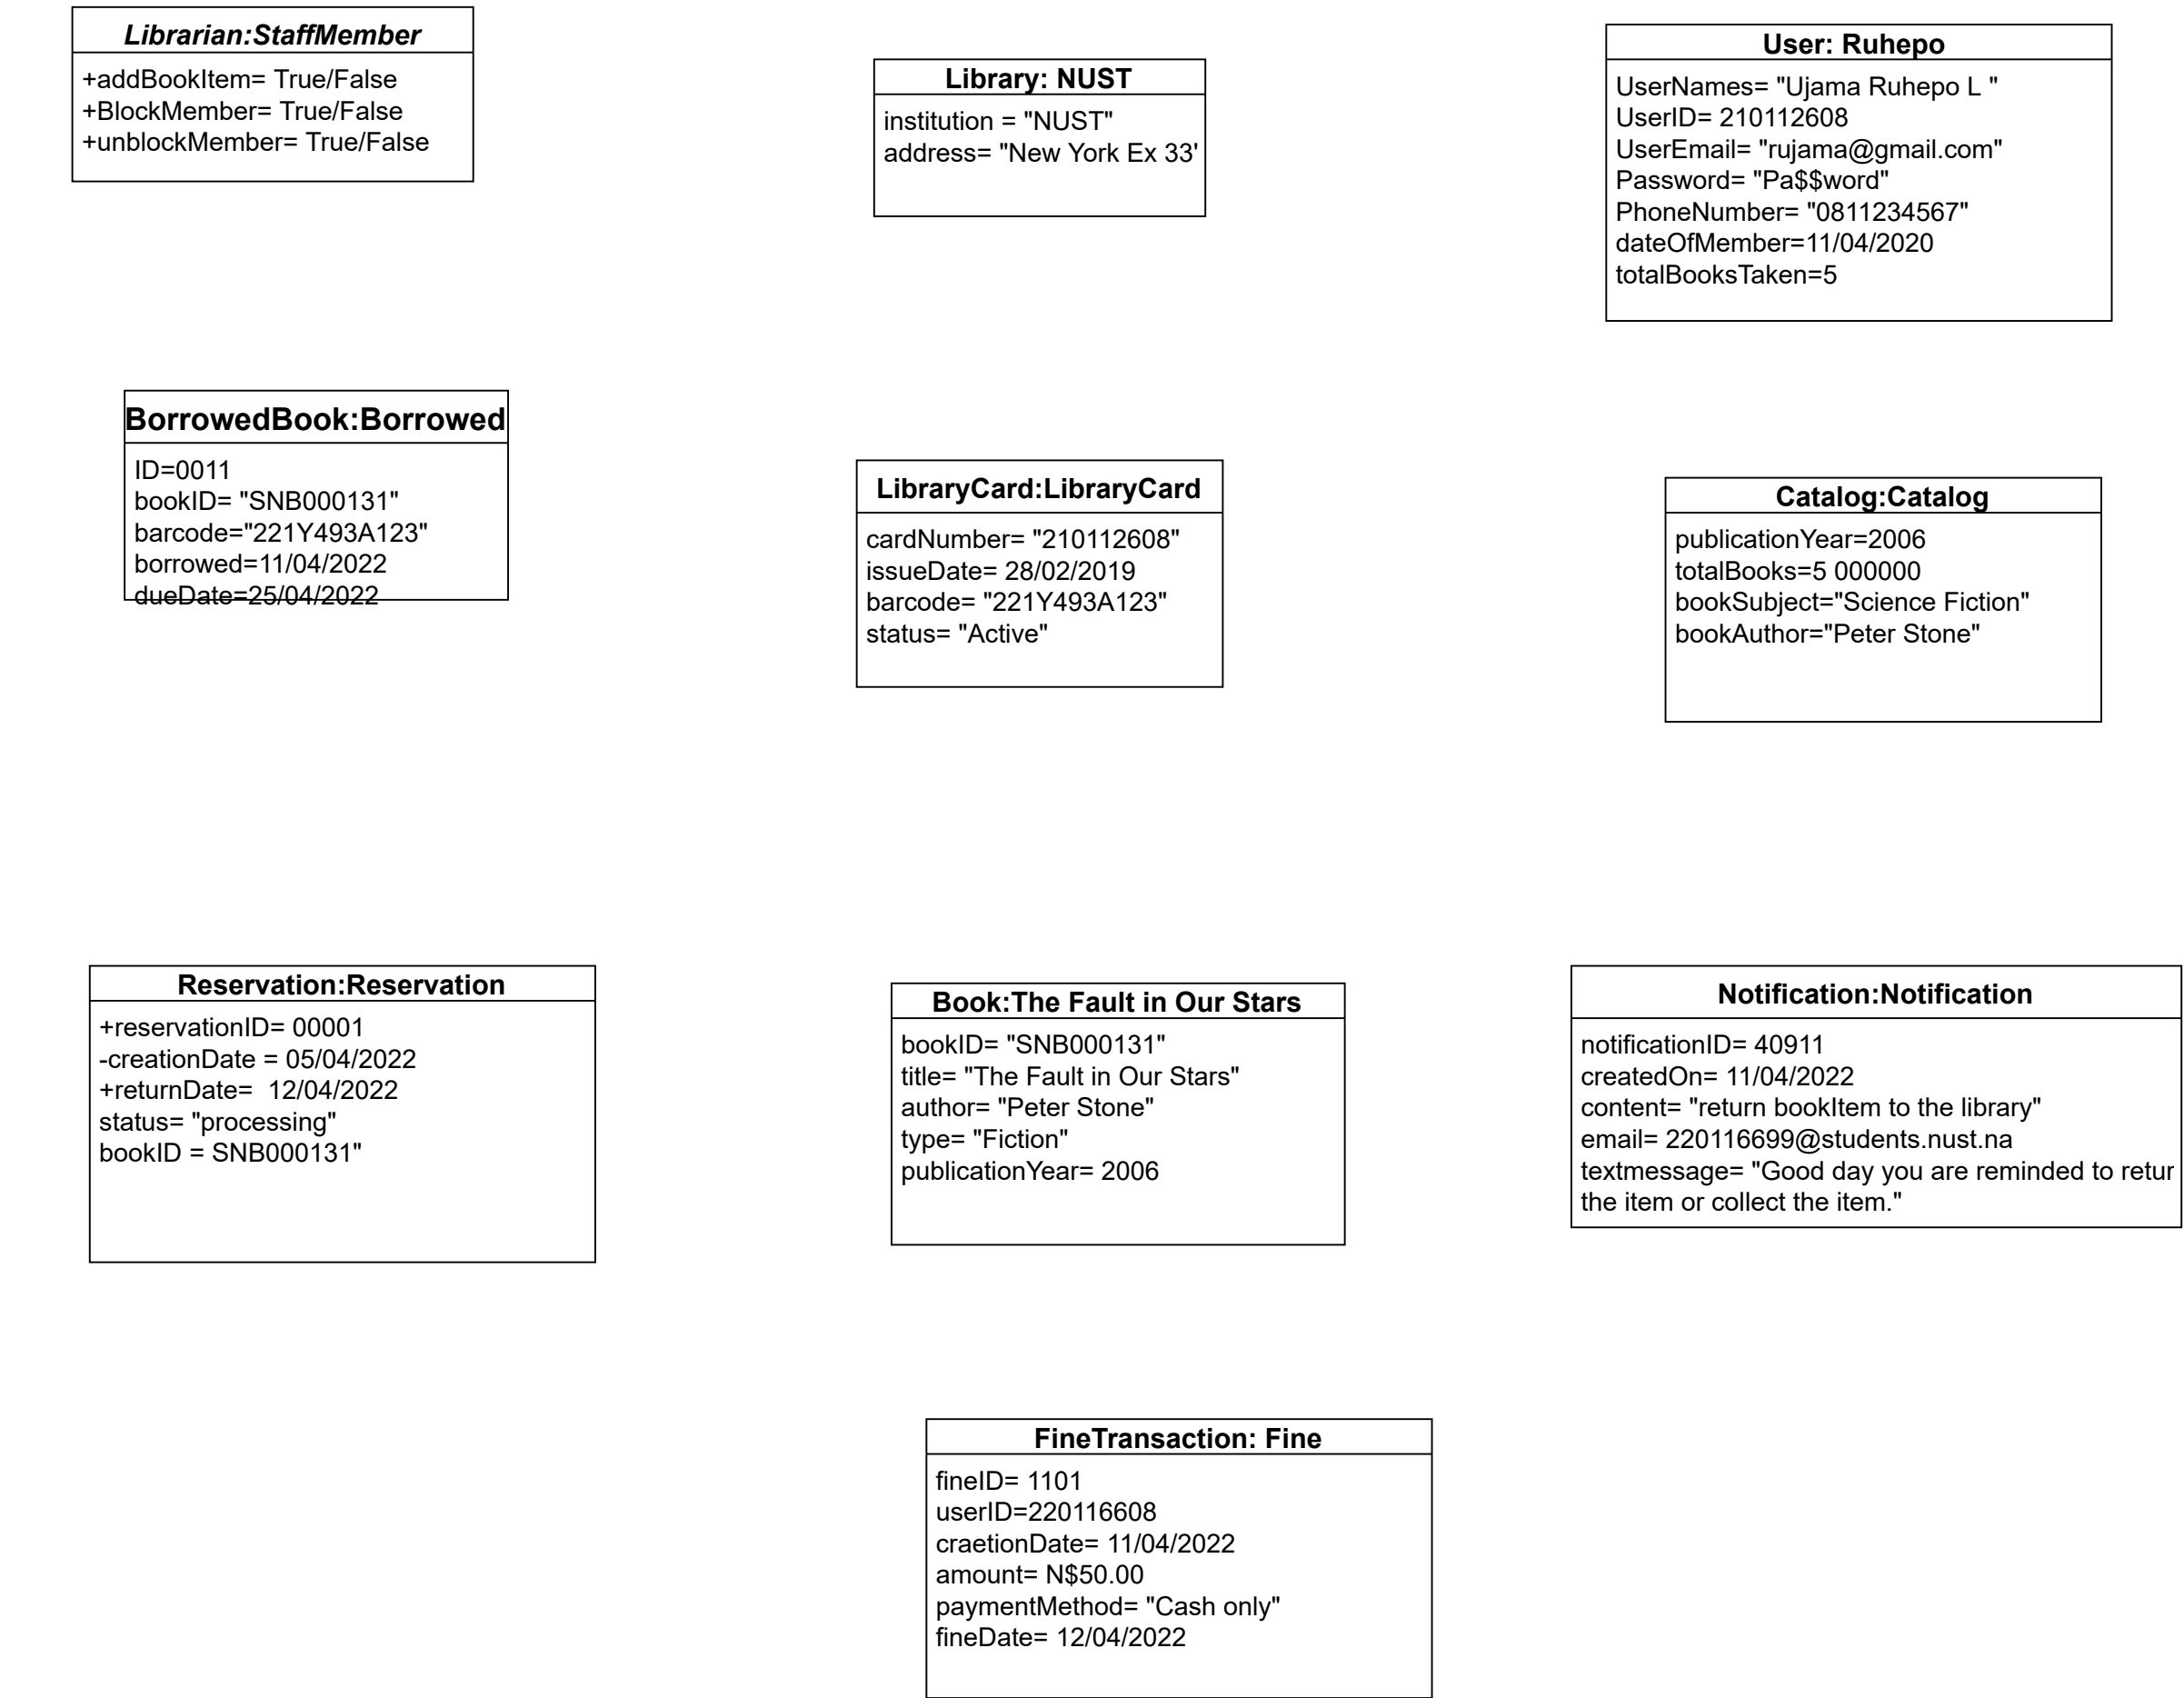 Librarian:StaffMember
+addBookItem= True/False
+BlockMember= True/False
+unblockMember= True/False
Library: NUST
institution = "NUST"
address= "New York Ex 33'
User: Ruhepo
UserNames= "Ujama Ruhepo L "
UserID= 210112608
UserEmail= "rujama@gmail.com"
Password= "Pa$$word"
PhoneNumber= "0811234567"
dateOfMember=11/04/2020
totalBooksTaken=5
BorrowedBook:Borrowed
ID=0011
bookID= "SNB000131"
barcode="221Y493A123"
borrowed=11/04/2022
dueDate=25/04/2022
LibraryCard:LibraryCard
cardNumber= "210112608"
issueDate= 28/02/2019
barcode= "221Y493A123"
status= "Active"
Catalog:Catalog
publicationYear=2006
totalBooks=5 000000
bookSubject="Science Fiction"
bookAuthor="Peter Stone"
Reservation:Reservation
+reservationID= 00001
-creationDate = 05/04/2022
+returnDate=  12/04/2022
status= "processing"
bookID = SNB000131"
Book:The Fault in Our Stars
bookID= "SNB000131"
title= "The Fault in Our Stars"
author= "Peter Stone"
type= "Fiction"
publicationYear= 2006
Notification:Notification
notificationID= 40911
createdOn= 11/04/2022
content= "return bookItem to the library"
email= 220116699@students.nust.na
textmessage= "Good day you are reminded to retur
the item or collect the item."
FineTransaction: Fine
fineID= 1101
userID=220116608
craetionDate= 11/04/2022
amount= N$50.00
paymentMethod= "Cash only"
fineDate= 12/04/2022